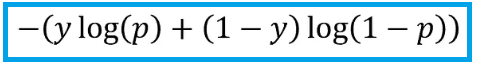 −(y log(p) + (1 − y) log(1 − p))